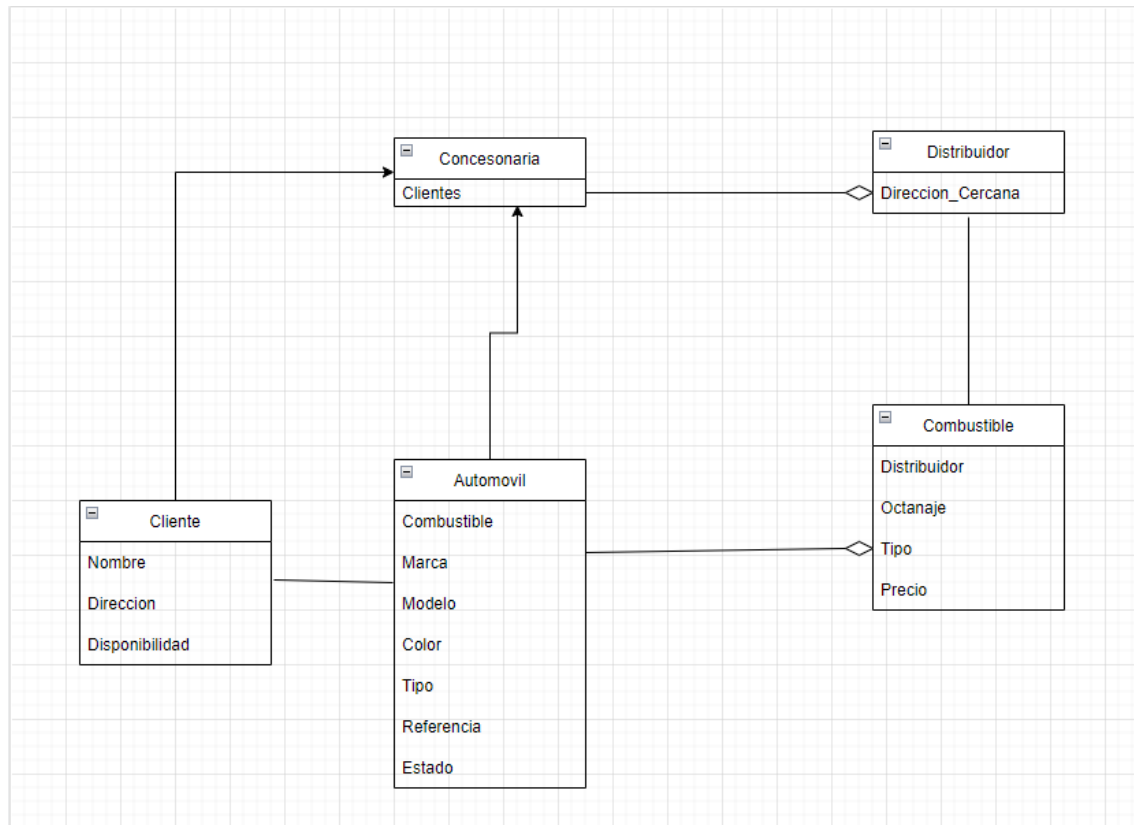 Concesonaria
Clientes
Distribuidor
Direccion_Cercana
Cliente
Nombre
Direccion
Disponibilidad
Automovil
Combustible
Marca
Modelo
Color
Tipo
Referencia
Estado
Combustible
Distribuidor
Octanaje
Tipo
Precio